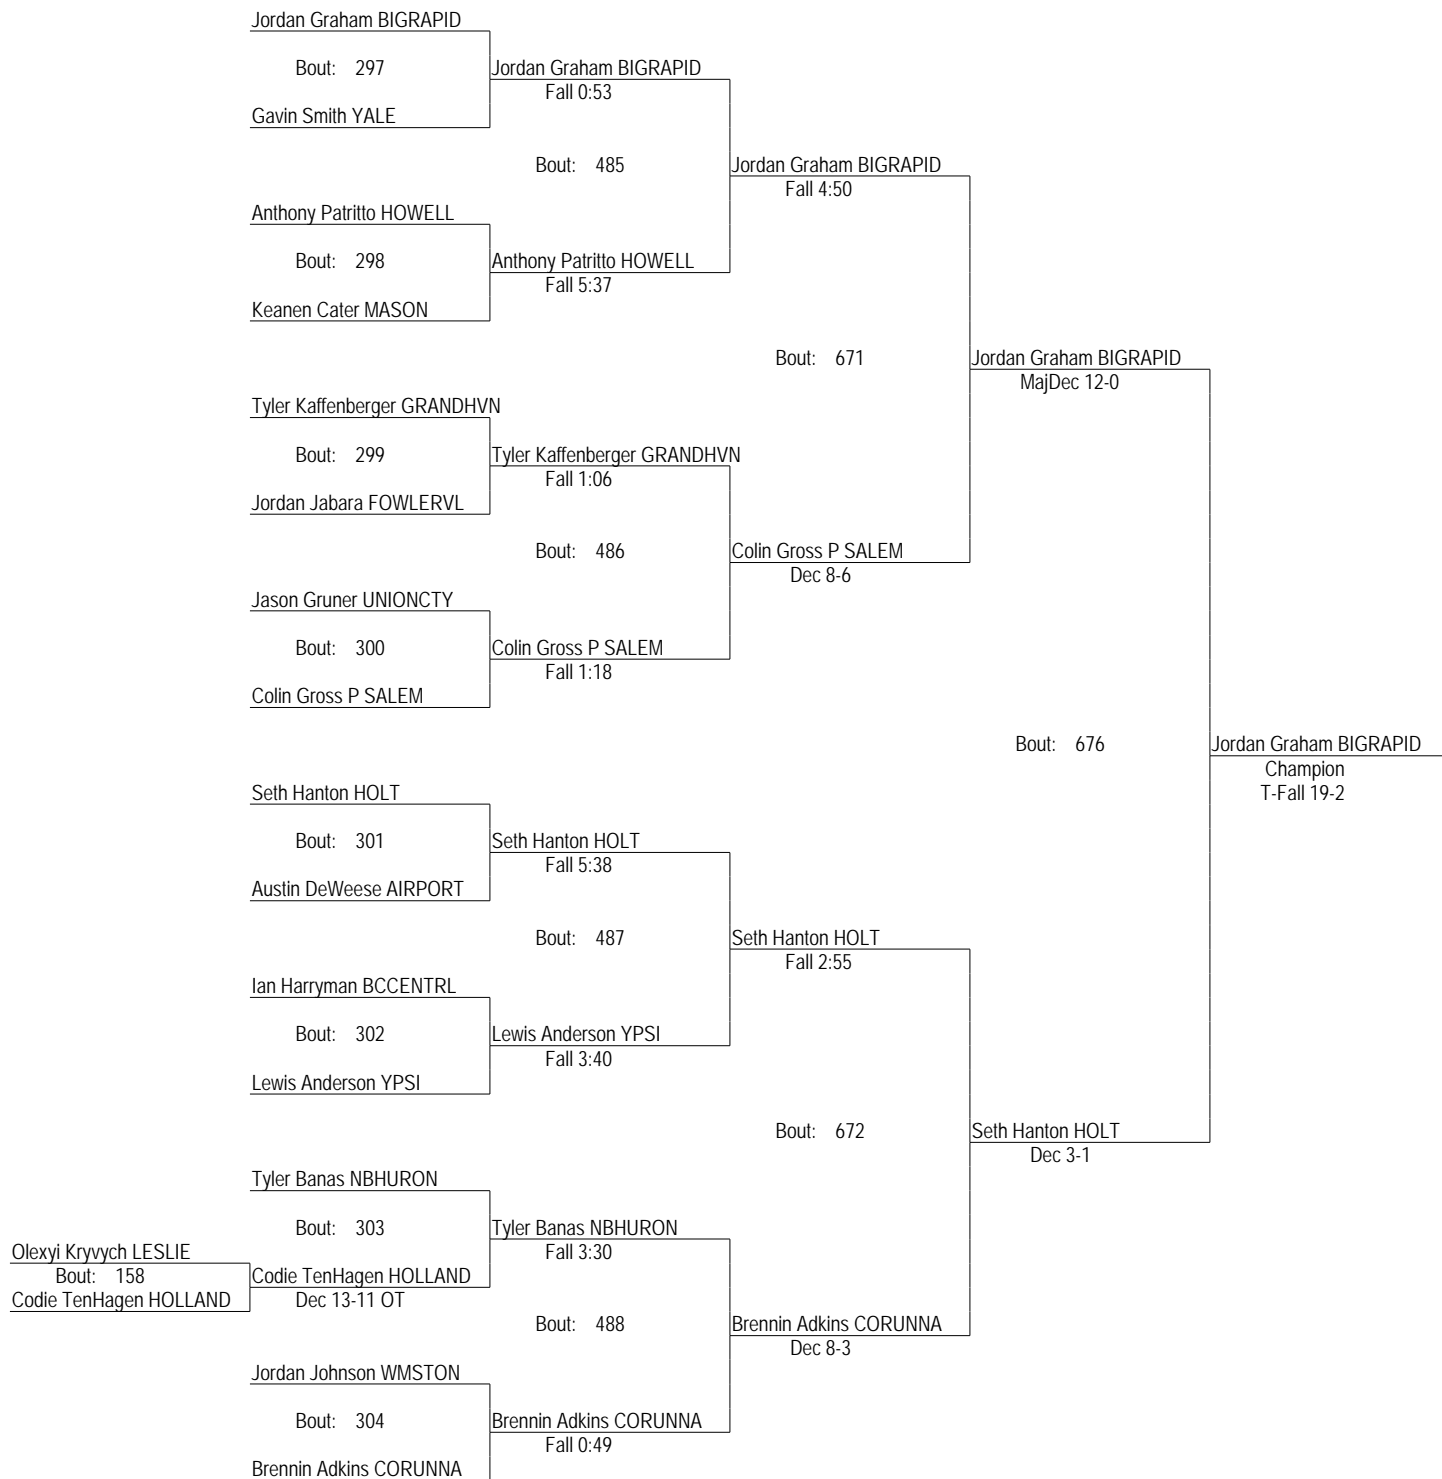 Jordan Graham BIGRAPID
Bout: 297
Jordan Graham BIGRAPID
Fall 0:53
Gavin Smith YALE
Bout: 485
Jordan Graham BIGRAPID
Fall 4:50
Anthony Patritto HOWELL
Bout: 298
Anthony Patritto HOWELL
Fall 5:37
Keanen Cater MASON
Bout: 671
Jordan Graham BIGRAPID
MajDec 12-0
Tyler Kaffenberger GRANDHVN
Bout: 299
Tyler Kaffenberger GRANDHVN
Fall 1:06
Jordan Jabara FOWLERVL
Bout: 486
Colin Gross P SALEM
Dec 8-6
Jason Gruner UNIONCTY
Bout: 300
Colin Gross P SALEM
Fall 1:18
Colin Gross P SALEM
Bout: 676
Jordan Graham BIGRAPID
Champion
T-Fall 19-2
Seth Hanton HOLT
Bout: 301
Seth Hanton HOLT
Fall 5:38
Austin DeWeese AIRPORT
Bout: 487
Seth Hanton HOLT
Fall 2:55
Ian Harryman BCCENTRL
Bout: 302
Lewis Anderson YPSI
Fall 3:40
Lewis Anderson YPSI
Bout: 672
Seth Hanton HOLT
Dec 3-1
Tyler Banas NBHURON
Bout: 303
Tyler Banas NBHURON
Fall 3:30
Olexyi Kryvych LESLIE
Bout: 158
Codie TenHagen HOLLAND
Codie TenHagen HOLLAND
Dec 13-11 OT
Bout: 488
Brennin Adkins CORUNNA
Dec 8-3
Jordan Johnson WMSTON
Bout: 304
Brennin Adkins CORUNNA
Fall 0:49
Brennin Adkins CORUNNA